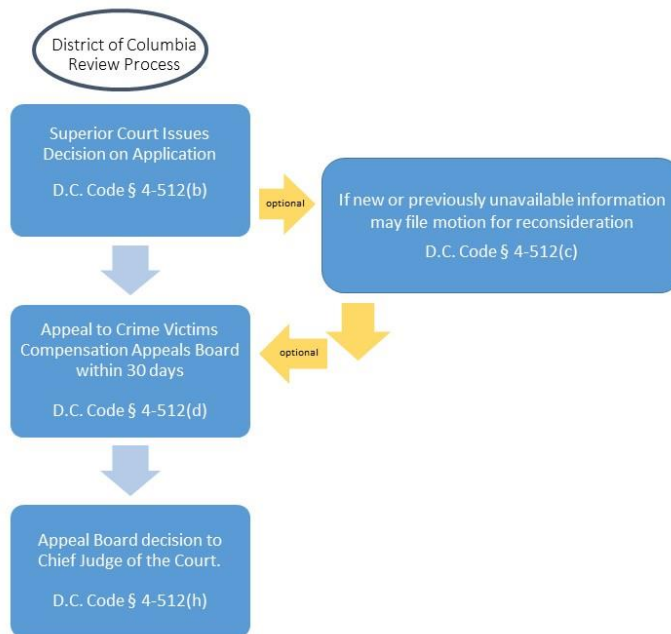 District of Columbia
Review Process
Superior Court Issues
Decision on Application
D.C. Code § 4-512(b)
optional
If new or previously unavailable information
may file motion for reconsideration
D.C. Code § 4-512(c)
Appeal to Crime Victims
Compensation Appeals Board
within 30 days
D.C. Code § 4-512(d)
optional
Appeal Board decision to
Chief Judge of the Court.
D.C. Code § 4-512(h)